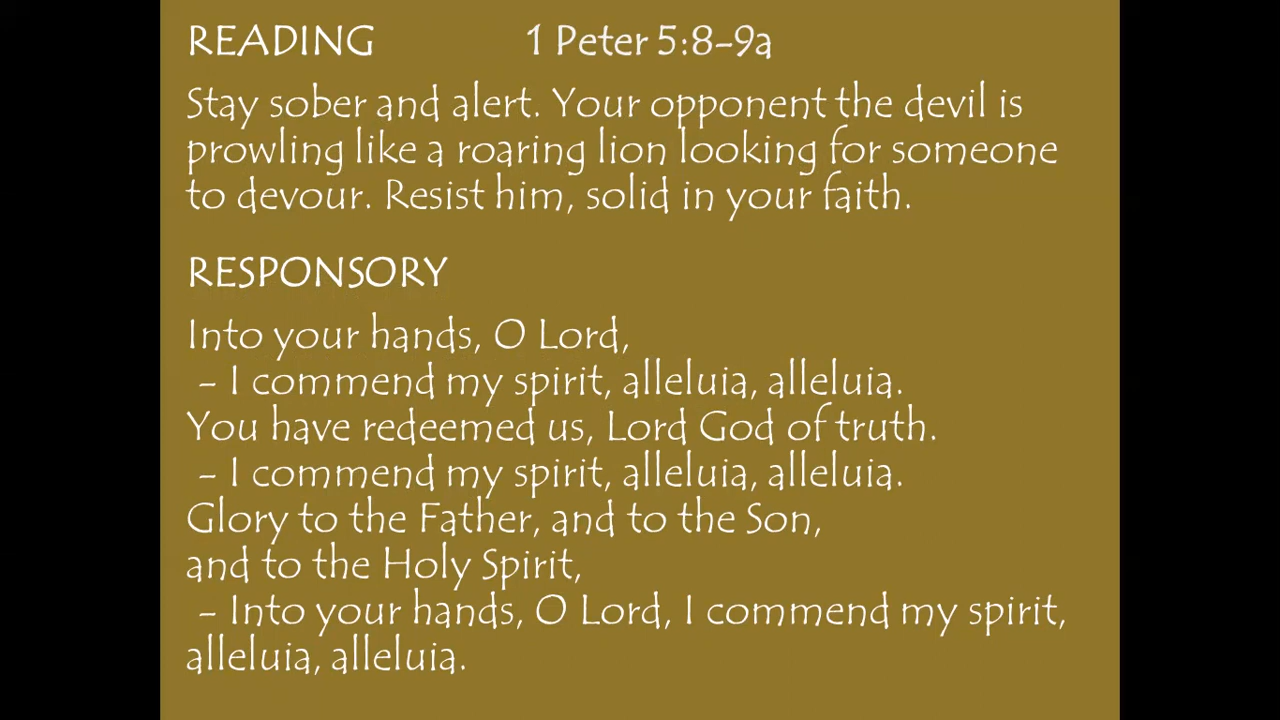 READING 1 Peter 5:8-9a
Stay sober and alert. Your opponent the devil is
prowling like a roaring lion looking for someone
to devour. Resist him, solid in your faith.
RESPONSORY
Into your hands, O Lord,
- I commend my spirit, alleluia, alleluia.
You have redeemed us, Lord God of truth.
- I commend my spirit, alleluia, alleluia.
Glory to the Father, and to the Son,
and to the Holy Spirit,
- Into your hands, O Lord, I commend my spirit,
alleluia, alleluia.